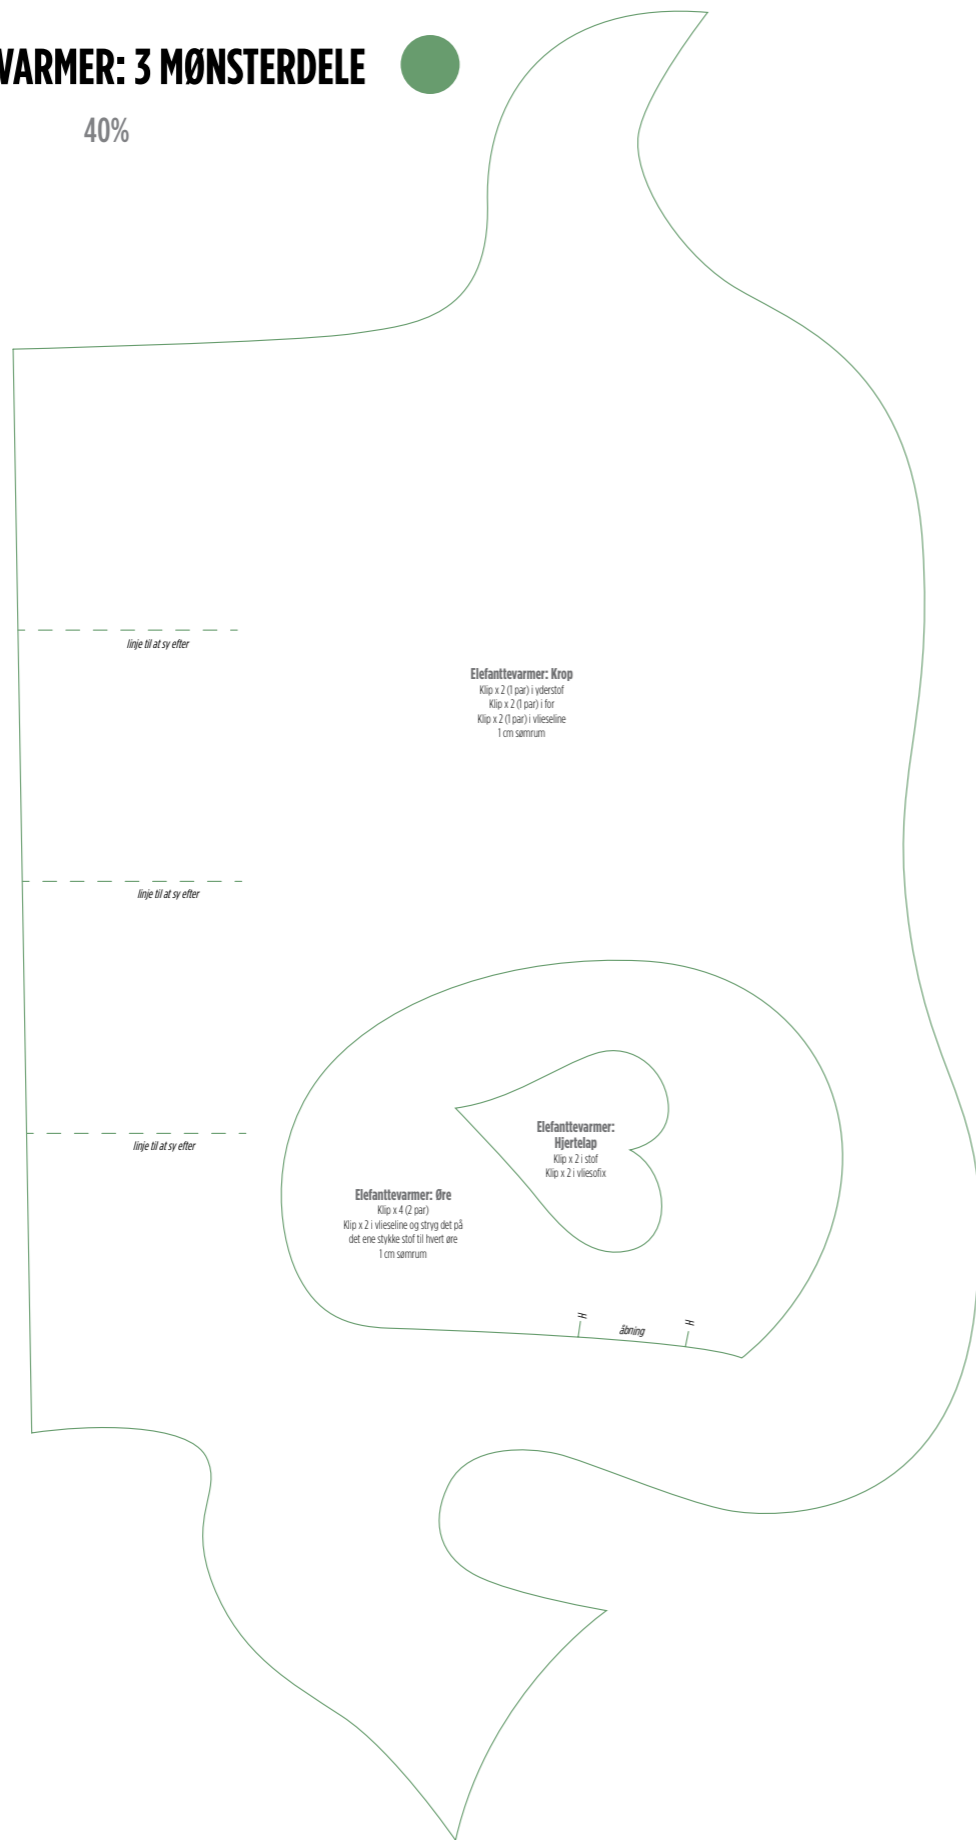 VARMER: 3 MØNSTERDELE
40%
linje til at sy efter
Elefanttevarmer: Krop
Klip x 2 (1 par) i yderstof
Klip x 2 (1 par) i for
Klip x 2 (1 par) i vlieseline
1 cm sømrum
linje til at sy efter
Elefanttevarmer:
Hjertelap
Klip x 2 i stof
Klip x 2 i vliesofix
linje til at sy efter
Elefanttevarmer: Øre
Klip x 4 (2 par)
Klip x 2 i vlieseline og stryg det på
det ene stykke stof til hvert øre
1 cm sømrum
H
åbning
H